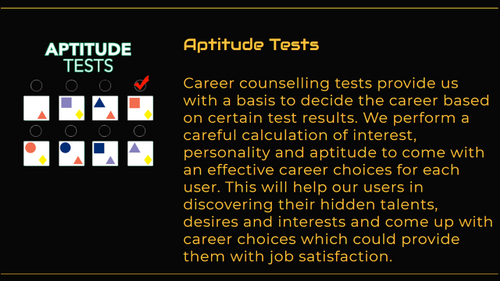 APTITUDE
TESTS
Aptitude Tests
Career counselling tests provide us
with a basis to decide the career based
on certain test results. We perform a
careful calculation of interest,
personality and aptitude to come with
an effective career choices for each
user. This will help our users in
discovering their hidden talents,
desires and interests and come up with
career choices which could provide
them with job satisfaction.